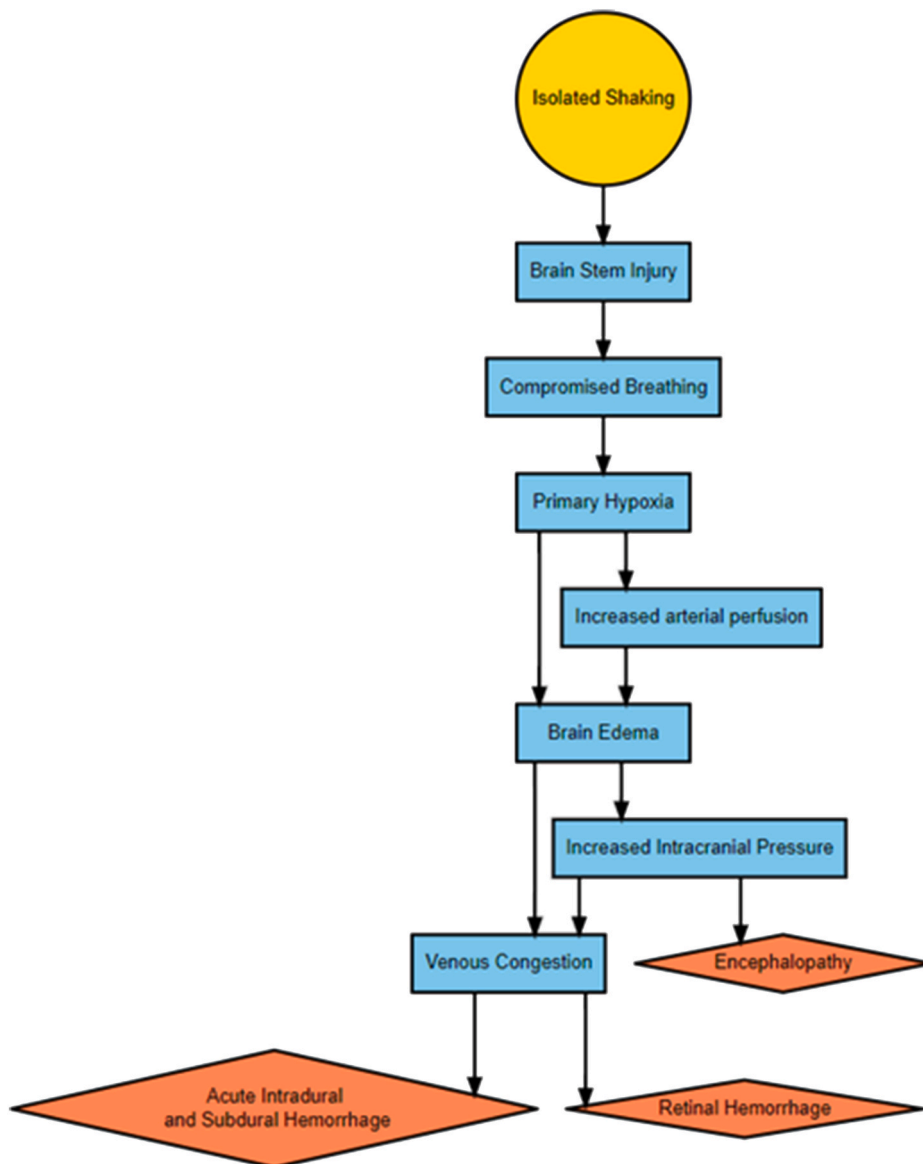 Isolated Shaking
Brain Stem Injury
Compromised Breathing
Primary Hypoxia
Increased arterial perfusion
Brain Edema
Increased Intracranial Pressure
Venous Congestion
Encephalopathy
Acute Intradural
and Subdural Hemorrhage
Retinal Hemorrhage